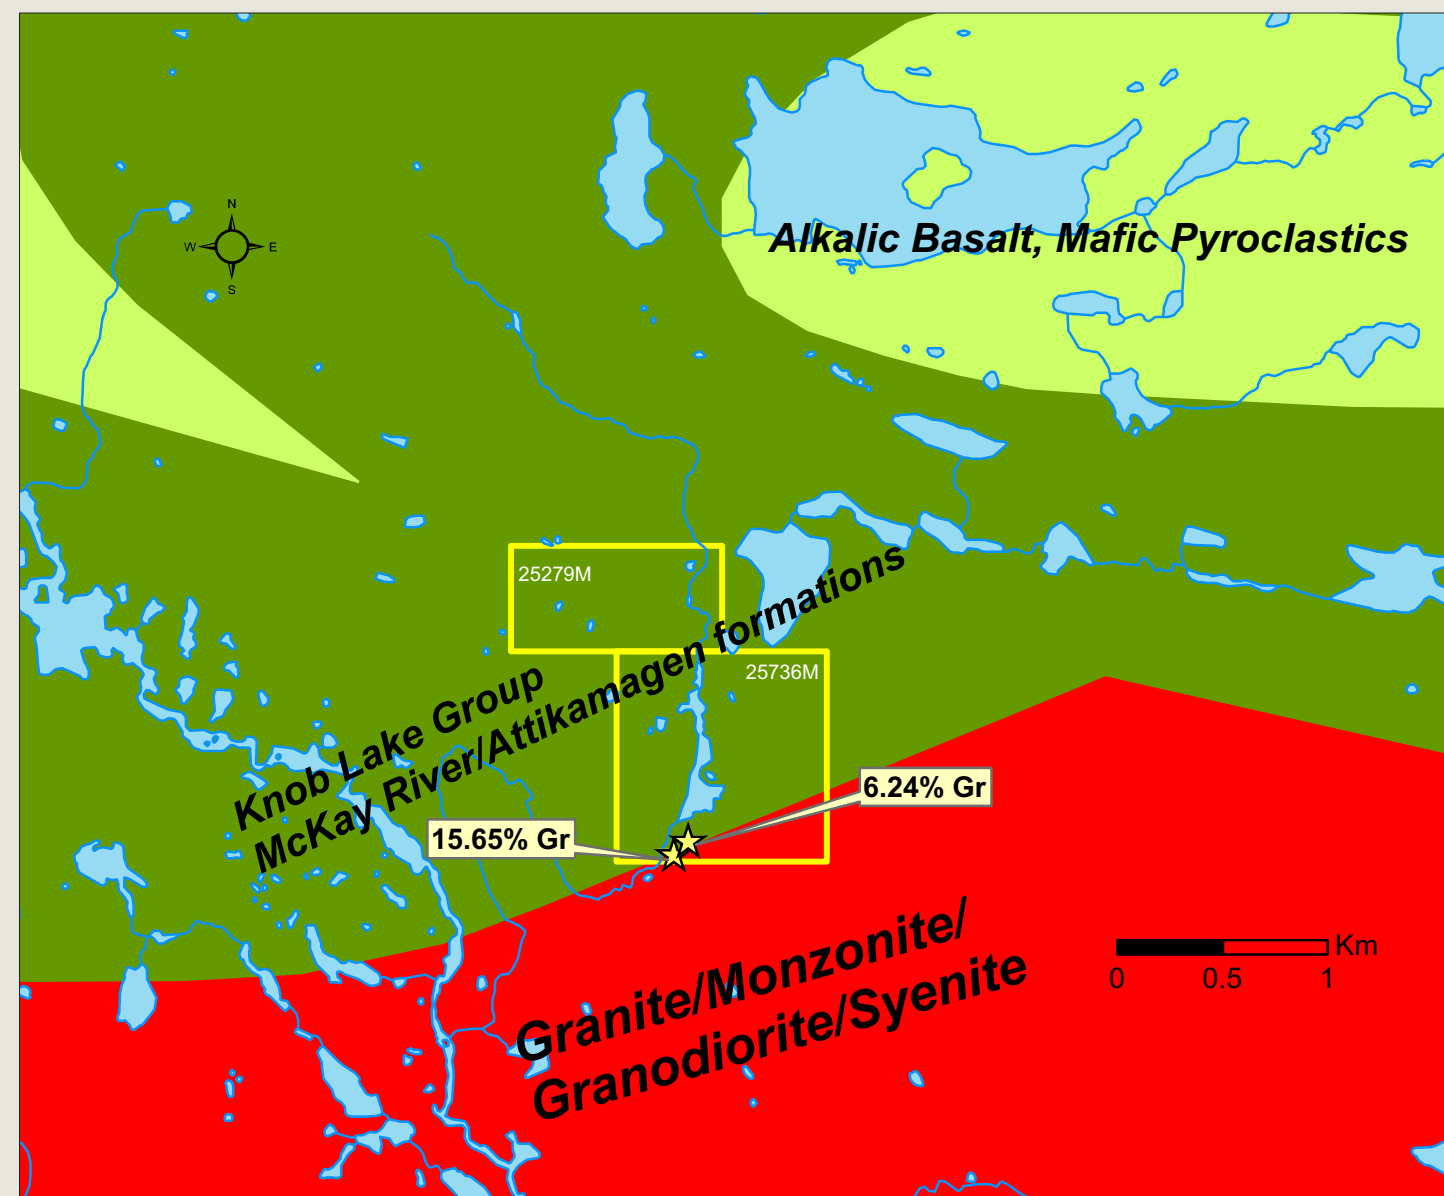 N
W E
S
Alkalic Basalt, Mafic Pyroclastics
25279M
25736M
Knob Lake Group
McKay River/Attikamagen formations
6.24% Gr
15.65% Gr
Granite/Monzonite/
Granodiorite/Syenite
Km
0 0.5 1